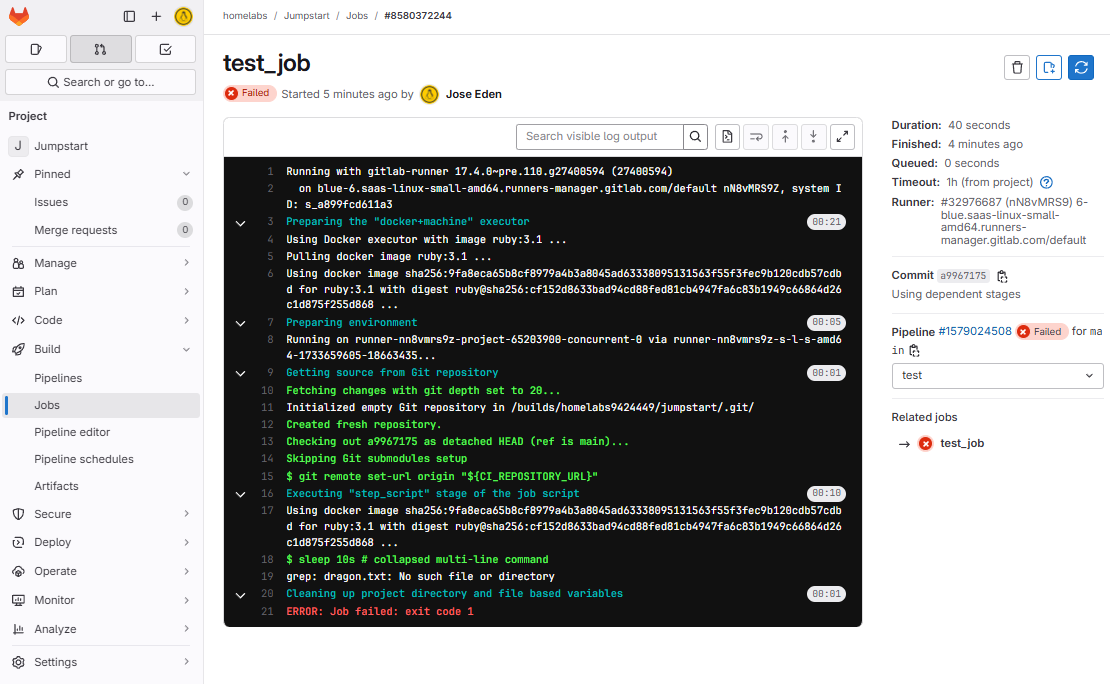 homelabs / Jumpstart / Jobs / #8580372244
Search or go to...
Project
J Jumpstart
Pinned
Issues 0
Merge requests 0
Manage
Plan
Code
Build
Pipelines
Jobs
Pipeline editor
Pipeline schedules
Artifacts
Secure
Deploy
Operate
Monitor
Analyze
Settings
test_job
Failed Started 5 minutes ago by Jose Eden
Search visible log output
1 Running with gitlab-runner 17.4.0~pre.110.g27400594 (27400594)
2 on blue-6.saas-linux-small-amd64.runners-manager.gitlab.com/default nN8vMRS9Z, system I
D: s_a899fcd611a3
3 Preparing the "docker+machine" executor 00:21
4 Using Docker executor with image ruby:3.1 ...
5 Pulling docker image ruby:3.1 ...
6 Using docker image sha256:9fa8eca65b8cf8979a4b3a8045ad63338095131563f55f3fec9b120cdb57cdb
d for ruby:3.1 with digest ruby@sha256:cf152d8633bad94cd88fed81cb4947fa6c83b1949c66864d26
c1d875f255d868 ...
7 Preparing environment 00:05
8 Running on runner-nn8vmrs9z-project-65203900-concurrent-0 via runner-nn8vmrs9z-s-l-s-amd6
4-1733659605-18663435...
9 Getting source from Git repository 00:01
10 Fetching changes with git depth set to 20...
11 Initialized empty Git repository in /builds/homelabs9424449/jumpstart/.git/
12 Created fresh repository.
13 Checking out a9967175 as detached HEAD (ref is main)...
14 Skipping Git submodules setup
15 $ git remote set-url origin "${CI_REPOSITORY_URL}"
16 Executing "step_script" stage of the job script 00:10
17 Using docker image sha256:9fa8eca65b8cf8979a4b3a8045ad63338095131563f55f3fec9b120cdb57cdb
d for ruby:3.1 with digest ruby@sha256:cf152d8633bad94cd88fed81cb4947fa6c83b1949c66864d26
c1d875f255d868 ...
18 $ sleep 10s # collapsed multi-line command
19 grep: dragon.txt: No such file or directory
20 Cleaning up project directory and file based variables 00:01
21 ERROR: Job failed: exit code 1
Duration: 40 seconds
Finished: 4 minutes ago
Queued: 0 seconds
Timeout: 1h (from project)
Runner: #32976687 (nN8vMRS9) 6-
blue.saas-linux-small-
amd64.runners-
manager.gitlab.com/default
Commit a9967175
Using dependent stages
Pipeline #1579024508 Failed for ma
in
test
Related jobs
→ test_job